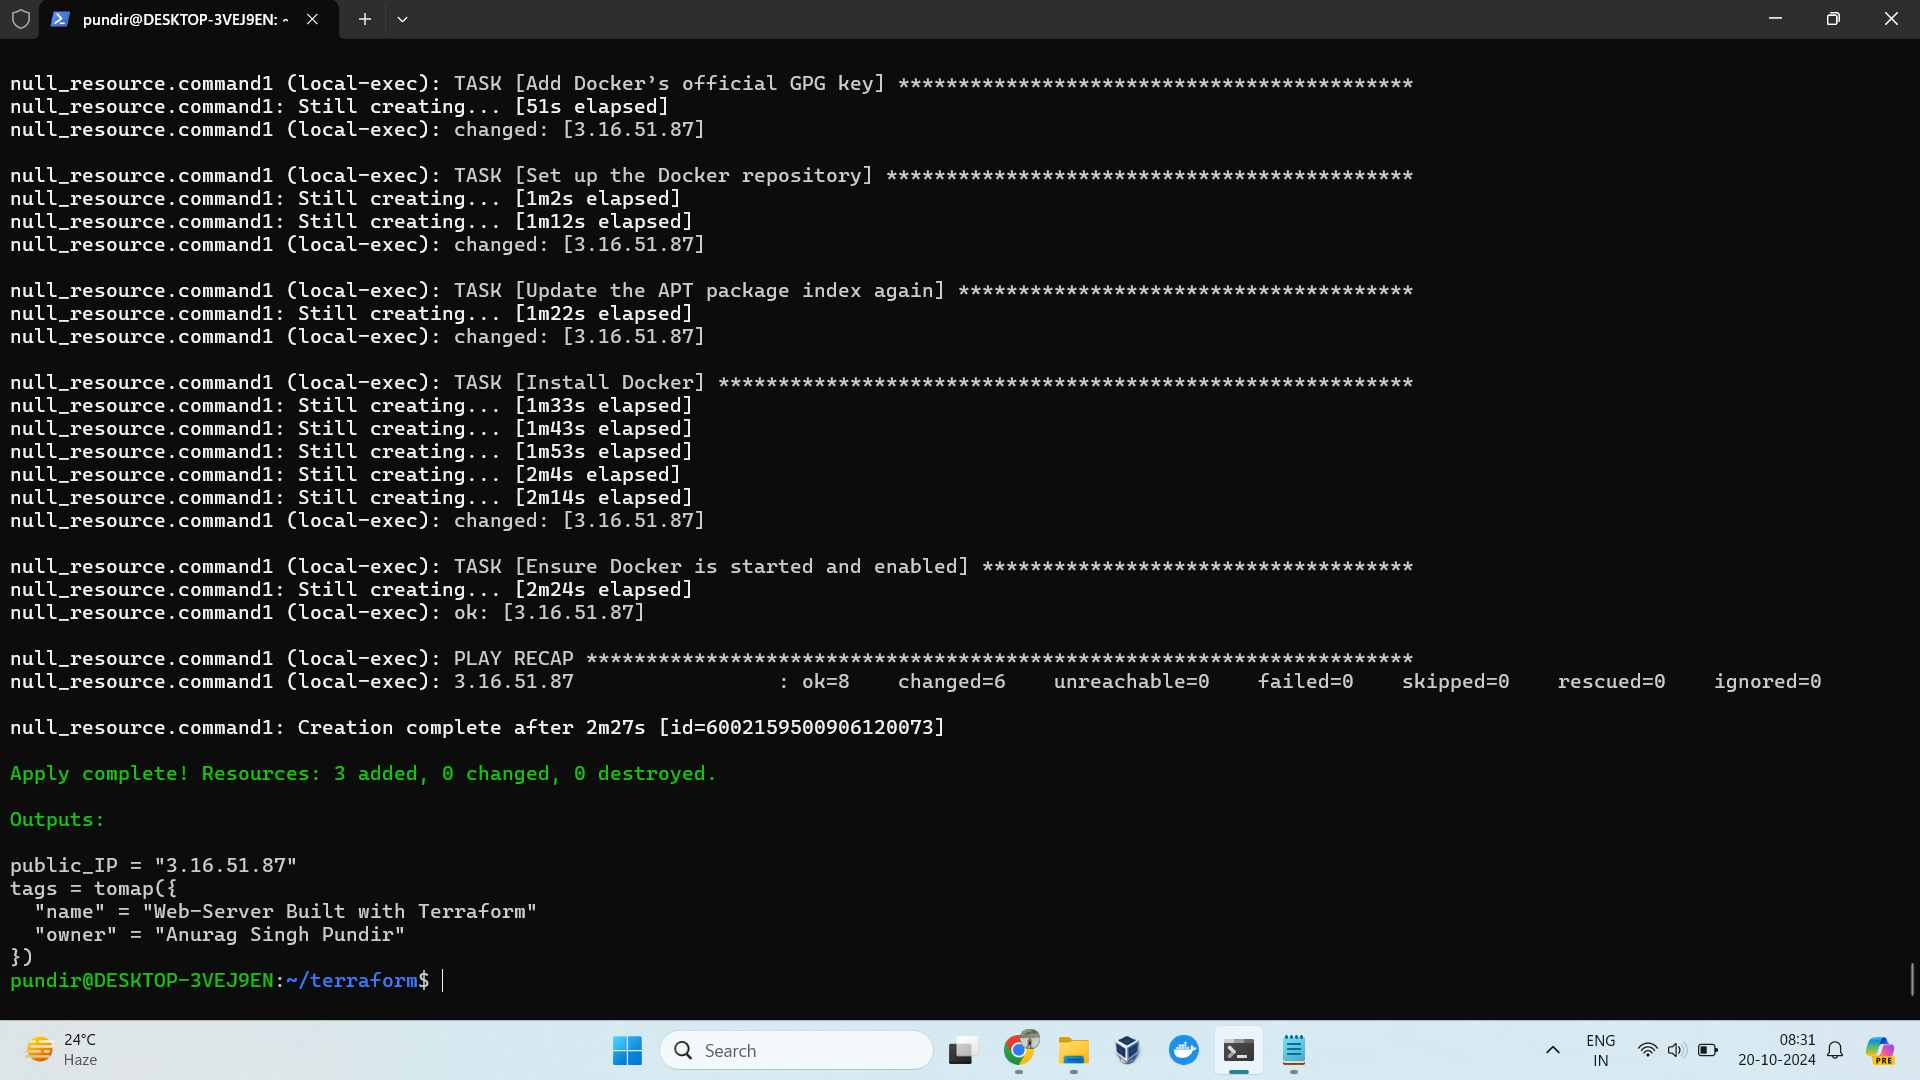 pundir@DESKTOP-3VEJ9EN: ~
null_resource.command1 (local-exec): TASK [Add Docker’s official GPG key] *******************************************
null_resource.command1: Still creating... [51s elapsed]
null_resource.command1 (local-exec): changed: [3.16.51.87]
null_resource.command1 (local-exec): TASK [Set up the Docker repository] ********************************************
null_resource.command1: Still creating... [1m2s elapsed]
null_resource.command1: Still creating... [1m12s elapsed]
null_resource.command1 (local-exec): changed: [3.16.51.87]
null_resource.command1 (local-exec): TASK [Update the APT package index again] **************************************
null_resource.command1: Still creating... [1m22s elapsed]
null_resource.command1 (local-exec): changed: [3.16.51.87]
null_resource.command1 (local-exec): TASK [Install Docker] **********************************************************
null_resource.command1: Still creating... [1m33s elapsed]
null_resource.command1: Still creating... [1m43s elapsed]
null_resource.command1: Still creating... [1m53s elapsed]
null_resource.command1: Still creating... [2m4s elapsed]
null_resource.command1: Still creating... [2m14s elapsed]
null_resource.command1 (local-exec): changed: [3.16.51.87]
null_resource.command1 (local-exec): TASK [Ensure Docker is started and enabled] ************************************
null_resource.command1: Still creating... [2m24s elapsed]
null_resource.command1 (local-exec): ok: [3.16.51.87]
null_resource.command1 (local-exec): PLAY RECAP *********************************************************************
null_resource.command1 (local-exec): 3.16.51.87                 : ok=8    changed=6    unreachable=0    failed=0    skipped=0    rescued=0    ignored=0
null_resource.command1: Creation complete after 2m27s [id=6002159500906120073]
Apply complete! Resources: 3 added, 0 changed, 0 destroyed.
Outputs:
public_IP = "3.16.51.87"
tags = tomap({
  "name" = "Web-Server Built with Terraform"
  "owner" = "Anurag Singh Pundir"
})
pundir@DESKTOP-3VEJ9EN:~/terraform$
24°C
Haze
Search
ENG
IN
08:31
20-10-2024
PRE